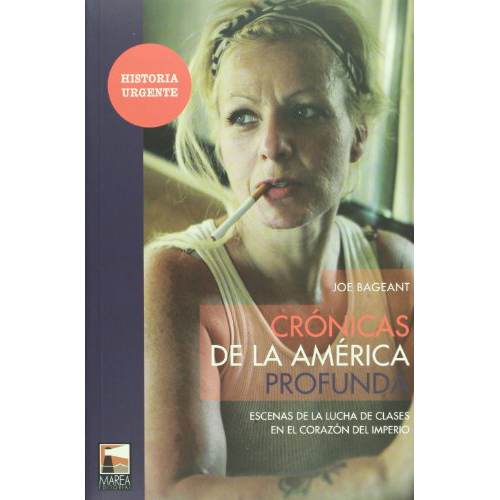 HISTORIA
URGENTE
JOE BAGEANT
CRÓNICAS
DE LA AMÉRICA
PROFUNDA
ESCENAS DE LA LUCHA DE CLASES
EN EL CORAZÓN DEL IMPERIO
MAREA
EDITORIAL